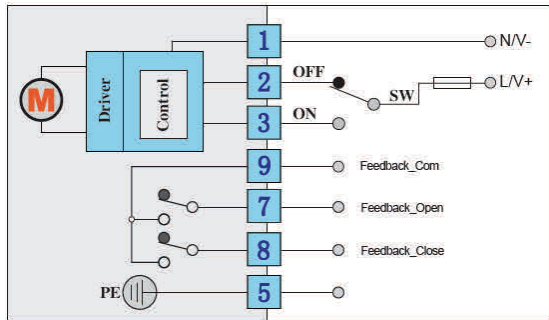 1 N/V-
M Driver Control 2 OFF SW L/V+
3 ON
9 Feedback_Com
7 Feedback_Open
8 Feedback_Close
PE 5